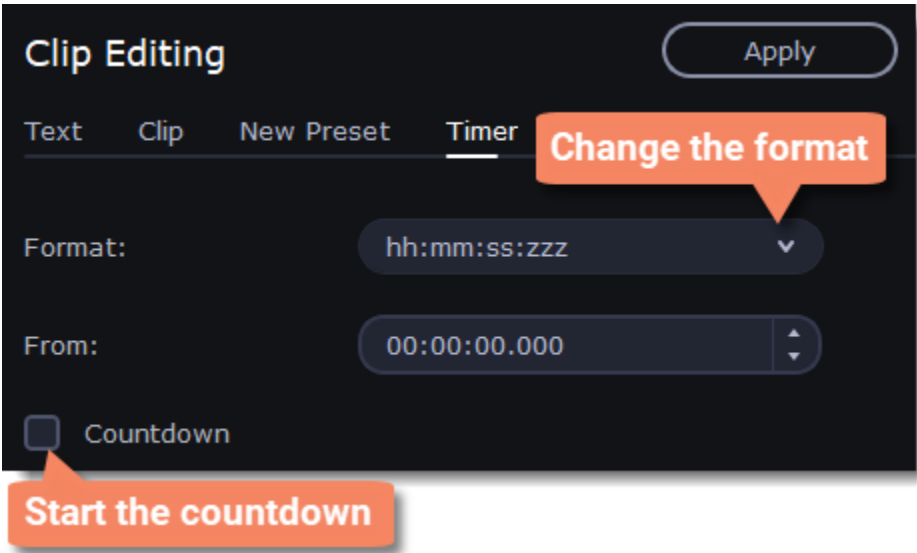 Clip Editing
Apply
Text Clip New Preset Timer
Change the format
Format: hh:mm:ss:zzz
From: 00:00:00.000
Countdown
Start the countdown